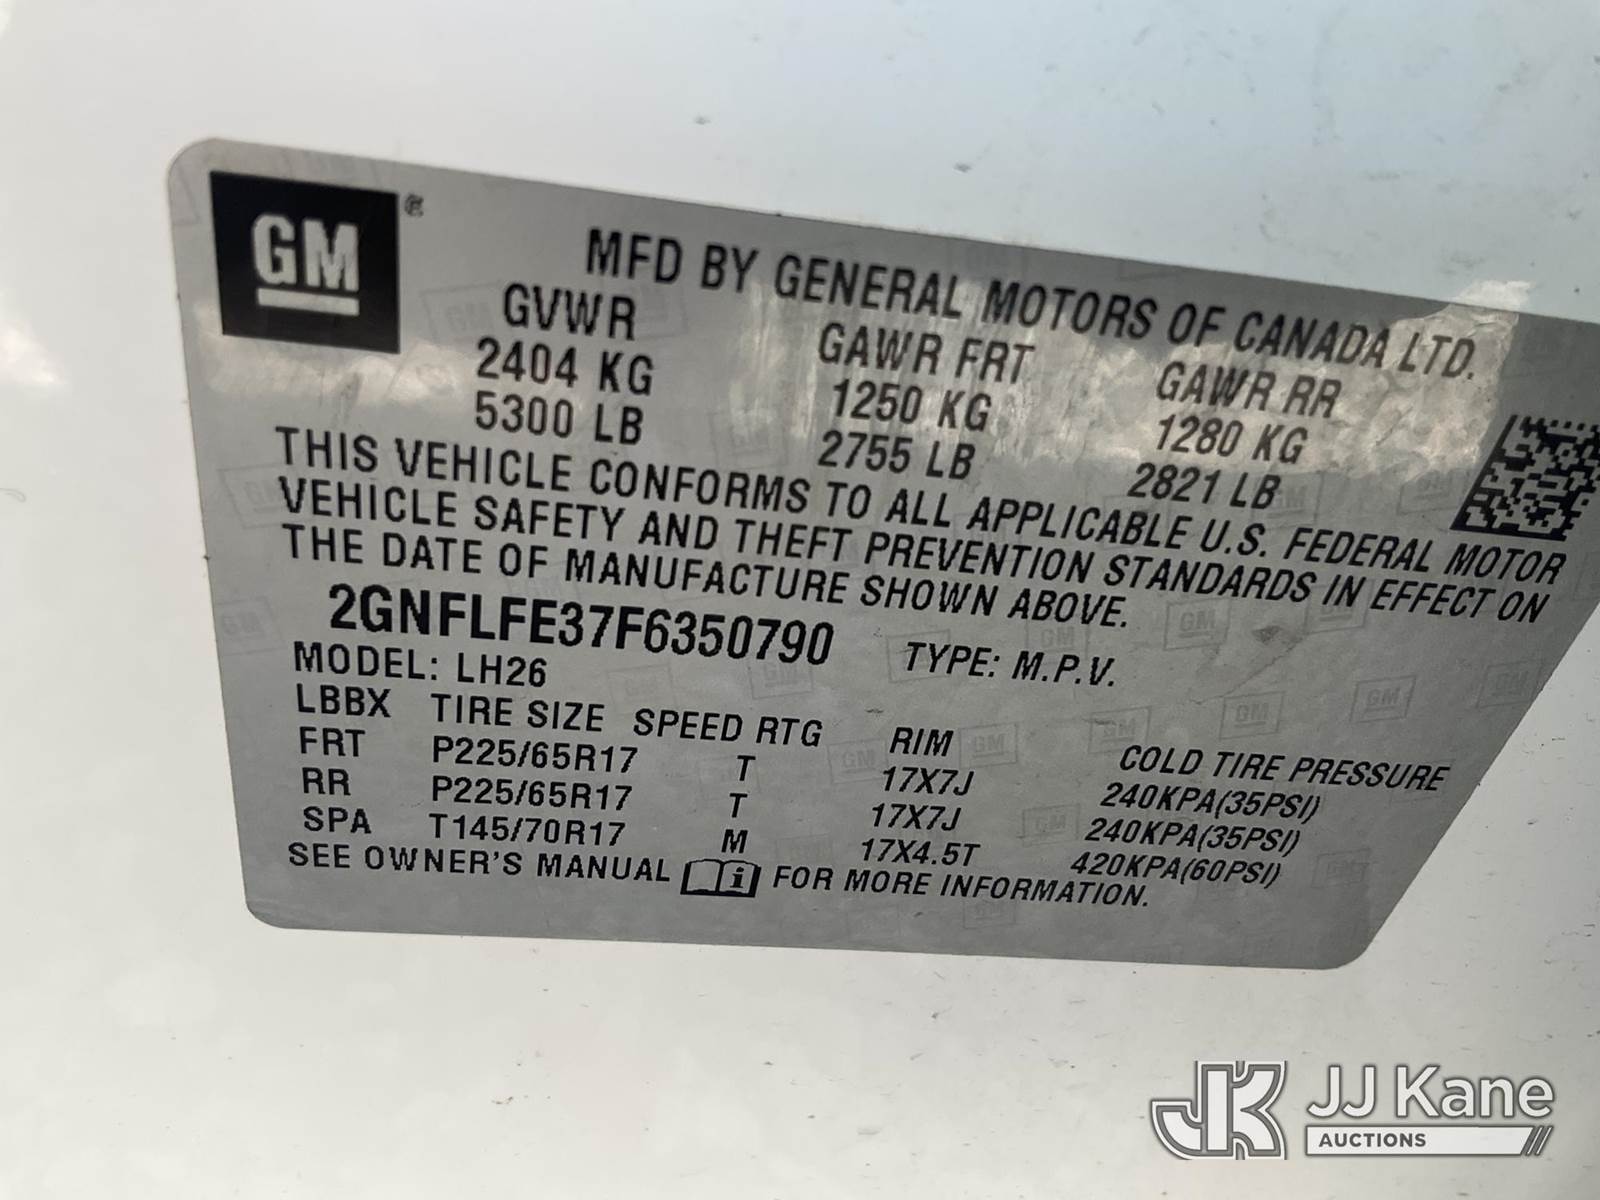 GM
MFD BY GENERAL MOTORS OF CANADA LTD.
GVWR GAWR FRT GAWR RR
2404 KG 1250 KG 1280 KG
5300 LB 2755 LB 2821 LB
THIS VEHICLE CONFORMS TO ALL APPLICABLE U.S. FEDERAL MOTOR
VEHICLE SAFETY AND THEFT PREVENTION STANDARDS IN EFFECT ON
THE DATE OF MANUFACTURE SHOWN ABOVE.
2GNFLFE37F6350790 TYPE: M.P.V.
MODEL: LH26
LBBX TIRE SIZE SPEED RTG RIM COLD TIRE PRESSURE
FRT P225/65R17 T 17X7J 240KPA(35PSI)
RR P225/65R17 T 17X7J 240KPA(35PSI)
SPA T145/70R17 M 17X4.5T 420KPA(60PSI)
SEE OWNER'S MANUAL i FOR MORE INFORMATION.
JK JJ Kane
AUCTIONS